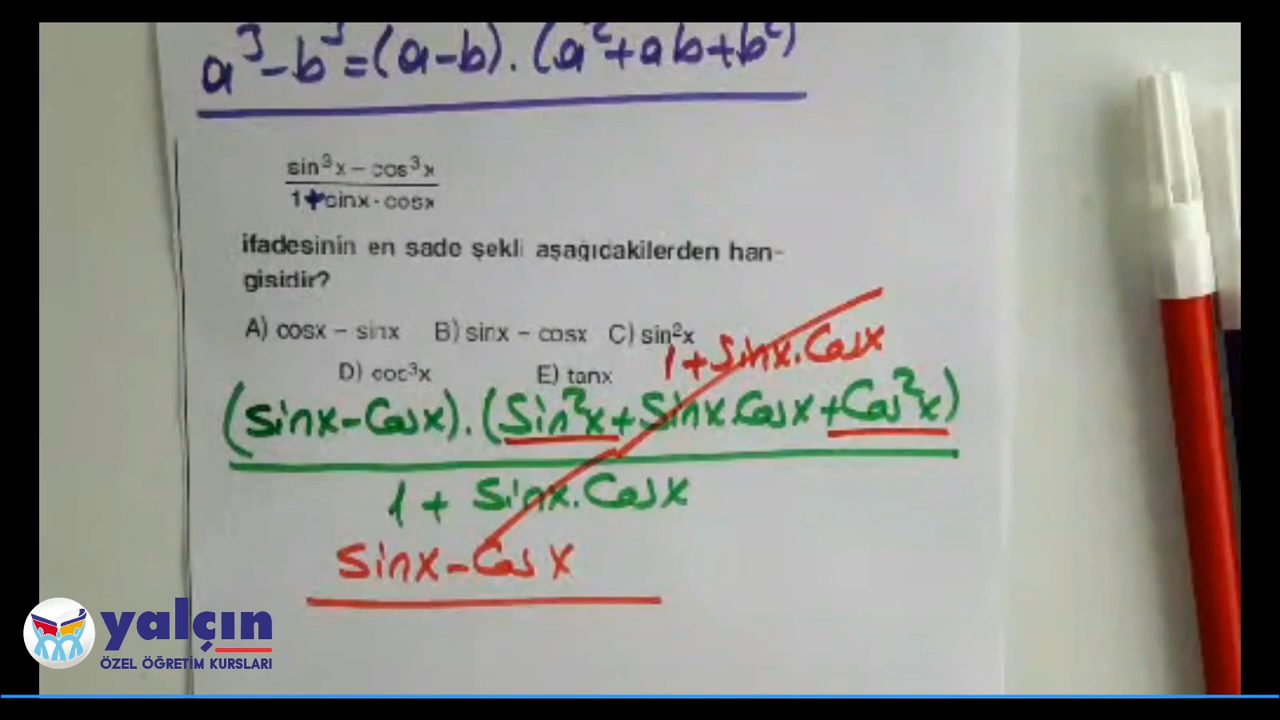 a³-b³=(a-b).(a²+ab+b²)
sin³x – cos³x
1+sinx·cosx
ifadesinin en sade şekli aşağıdakilerden han-
gisidir?
A) cosx – sinx B) sinx – cosx C) sin²x
D) cos³x E) tanx
1+Sinx.Cosx
(Sinx-Cosx).(Sin²x+Sinx.Cosx+Cos²x)
1 + Sinx.Cosx
Sinx-Cosx
yalçın
ÖZEL ÖĞRETİM KURSLARI